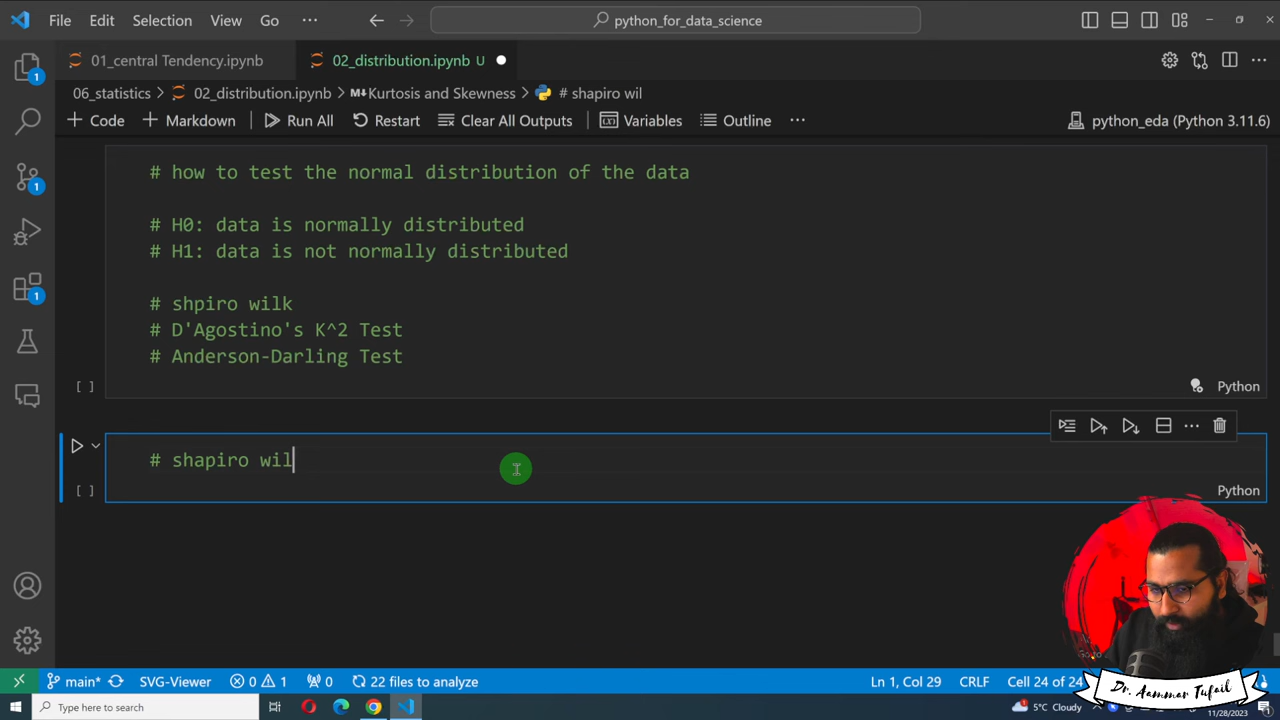 File Edit Selection View Go ··· python_for_data_science
01_central Tendency.ipynb 02_distribution.ipynb U
06_statistics > 02_distribution.ipynb > Kurtosis and Skewness > # shapiro wil
+ Code + Markdown Run All Restart Clear All Outputs Variables Outline ··· python_eda (Python 3.11.6)
# how to test the normal distribution of the data
# H0: data is normally distributed
# H1: data is not normally distributed
# shpiro wilk
# D'Agostino's K^2 Test
# Anderson-Darling Test
[ ] Python
# shapiro wil
[ ] Python
main* SVG-Viewer 0 1 0 22 files to analyze Ln 1, Col 29 CRLF Cell 24 of 24
Type here to search 5°C Cloudy 11/28/2023
Dr. Aammar Tufail
1
1
1